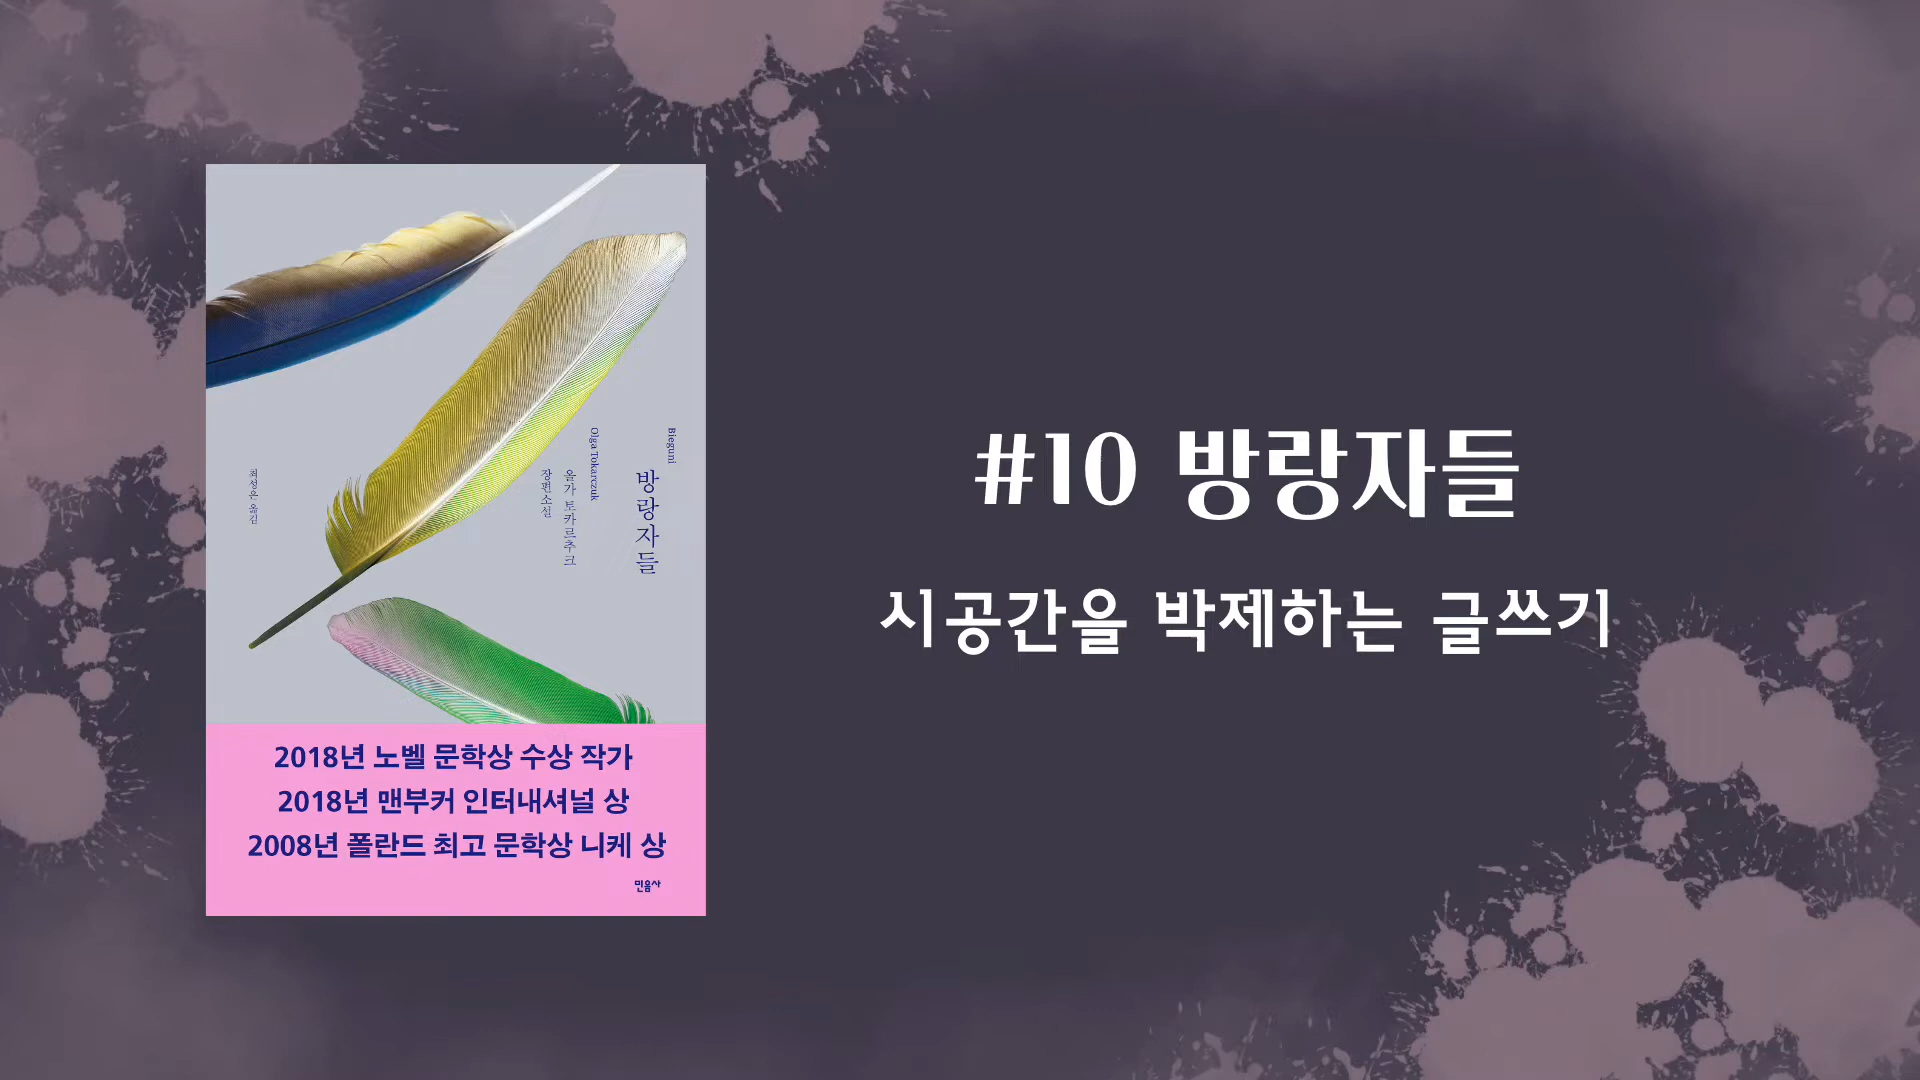 Bieguni
방랑자들
Olga Tokarczuk
올가 토카르추크
장편소설
최성은 옮김
2018년 노벨 문학상 수상 작가
2018년 맨부커 인터내셔널 상
2008년 폴란드 최고 문학상 니케 상
민음사
#10 방랑자들
시공간을 박제하는 글쓰기